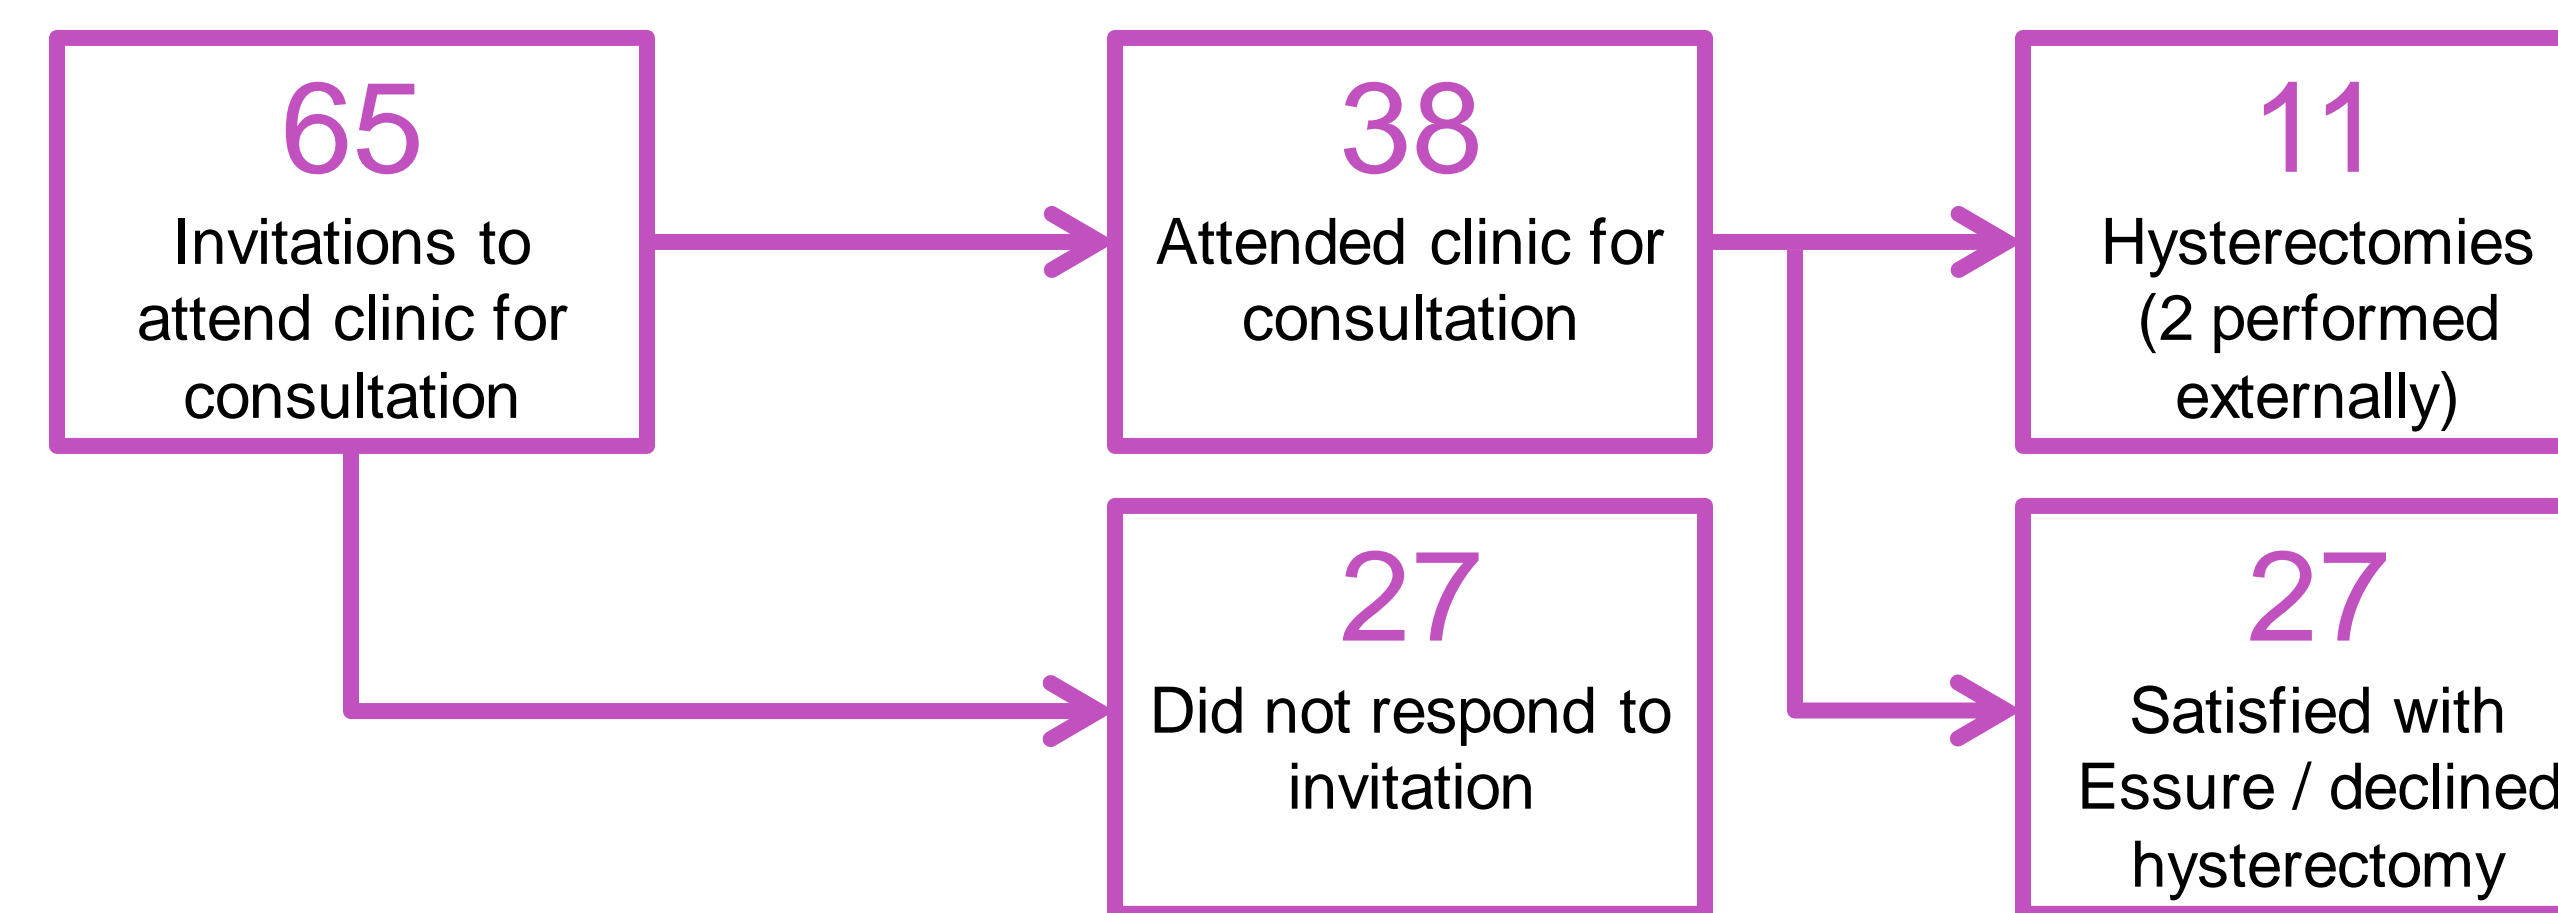 65
Invitations to
attend clinic for
consultation
38
Attended clinic for
consultation
11
Hysterectomies
(2 performed
externally)
27
Did not respond to
invitation
27
Satisfied with
Essure / declined
hysterectomy